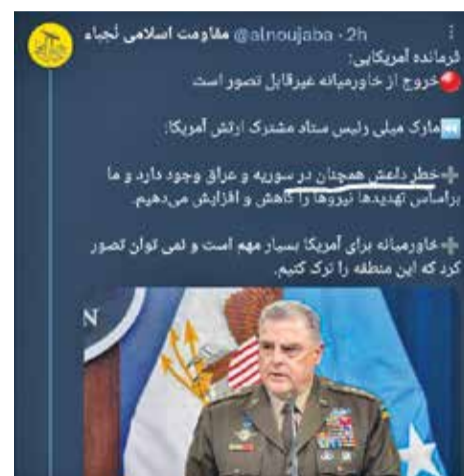 مقاومت اسلامی نُجباء @alnoujaba · 2h
فرمانده آمریکایی:
خروج از خاورمیانه غیرقابل تصور است
مارک میلی رئیس ستاد مشترک ارتش آمریکا:
خطر داعش همچنان در سوریه و عراق وجود دارد و ما
براساس تهدیدها نیروها را کاهش و افزایش می‌دهیم.
خاورمیانه برای آمریکا بسیار مهم است و نمی توان تصور
کرد که این منطقه را ترک کنیم.
N